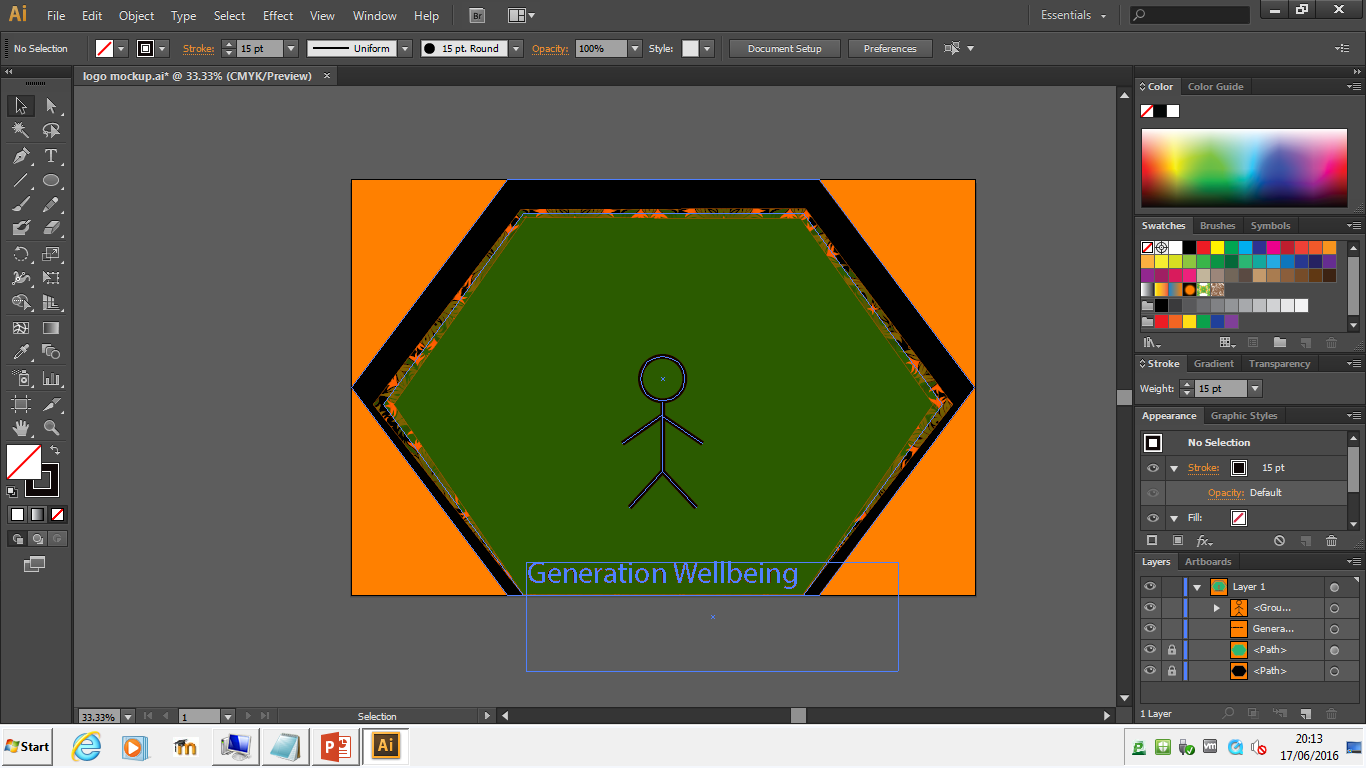 Ai File Edit Object Type Select Effect View Window Help Br Essentials
No Selection Stroke: 15 pt Uniform 15 pt. Round Opacity: 100% Style: Document Setup Preferences
logo mockup.ai* @ 33.33% (CMYK/Preview)
Color Color Guide
Swatches Brushes Symbols
Stroke Gradient Transparency
Weight: 15 pt
Appearance Graphic Styles
No Selection
Stroke: 15 pt
Opacity: Default
Fill:
fx
Layers Artboards
Layer 1
<Grou...
Genera...
<Path>
<Path>
1 Layer
Generation Wellbeing
33.33% 1 Selection
Start Ai 20:13
17/06/2016